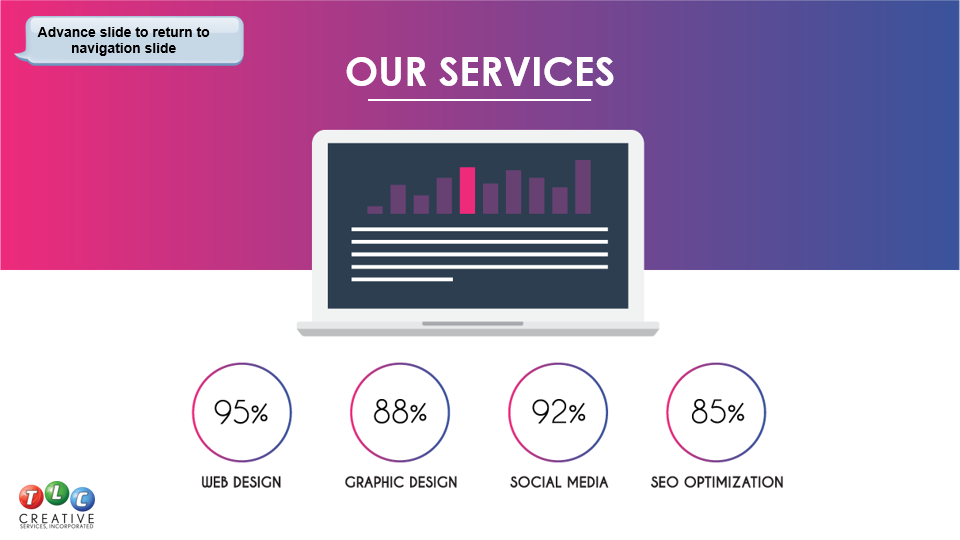 Advance slide to return to
navigation slide
OUR SERVICES
95%
88%
92%
85%
WEB DESIGN
GRAPHIC DESIGN
SOCIAL MEDIA
SEO OPTIMIZATION
TLC
CREATIVE
SERVICES, INCORPORATED